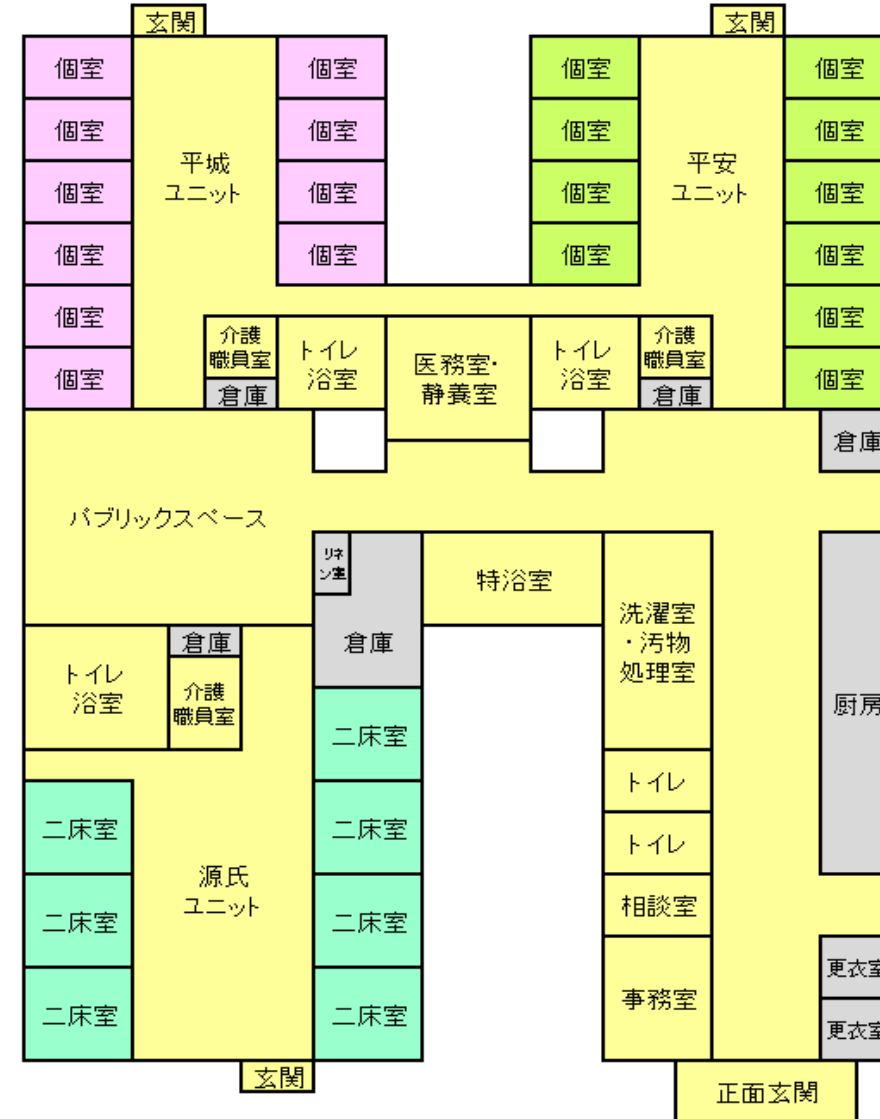 玄関
玄関
個室
個室
個室
個室
個室
個室
個室
個室
平城
ユニット
平安
ユニット
個室
個室
個室
個室
個室
個室
個室
個室
個室
個室
個室
個室
介護
職員室
トイレ
浴室
医務室・
静養室
トイレ
浴室
介護
職員室
倉庫
倉庫
倉庫
パブリックスペース
リネ
ン室
特浴室
洗濯室
・汚物
処理室
倉庫
倉庫
トイレ
浴室
介護
職員室
厨房
二床室
トイレ
二床室
二床室
トイレ
源氏
ユニット
二床室
二床室
相談室
二床室
二床室
事務室
更衣室
更衣室
玄関
正面玄関